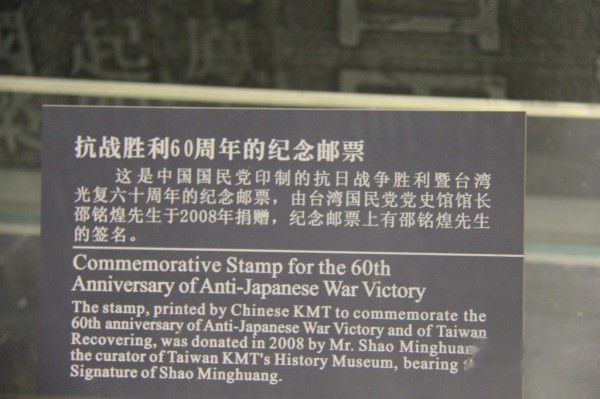 抗战胜利60周年的纪念邮票
这是中国国民党印制的抗日战争胜利暨台湾
光复六十周年的纪念邮票，由台湾国民党党史馆馆长
邵铭煌先生于2008年捐赠，纪念邮票上有邵铭煌先生
的签名。
Commemorative Stamp for the 60th
Anniversary of Anti-Japanese War Victory
The stamp, printed by Chinese KMT to commemorate the
60th anniversary of Anti-Japanese War Victory and of Taiwan
Recovering, was donated in 2008 by Mr. Shao Minghuang
the curator of Taiwan KMT's History Museum, bearing
Signature of Shao Minghuang.